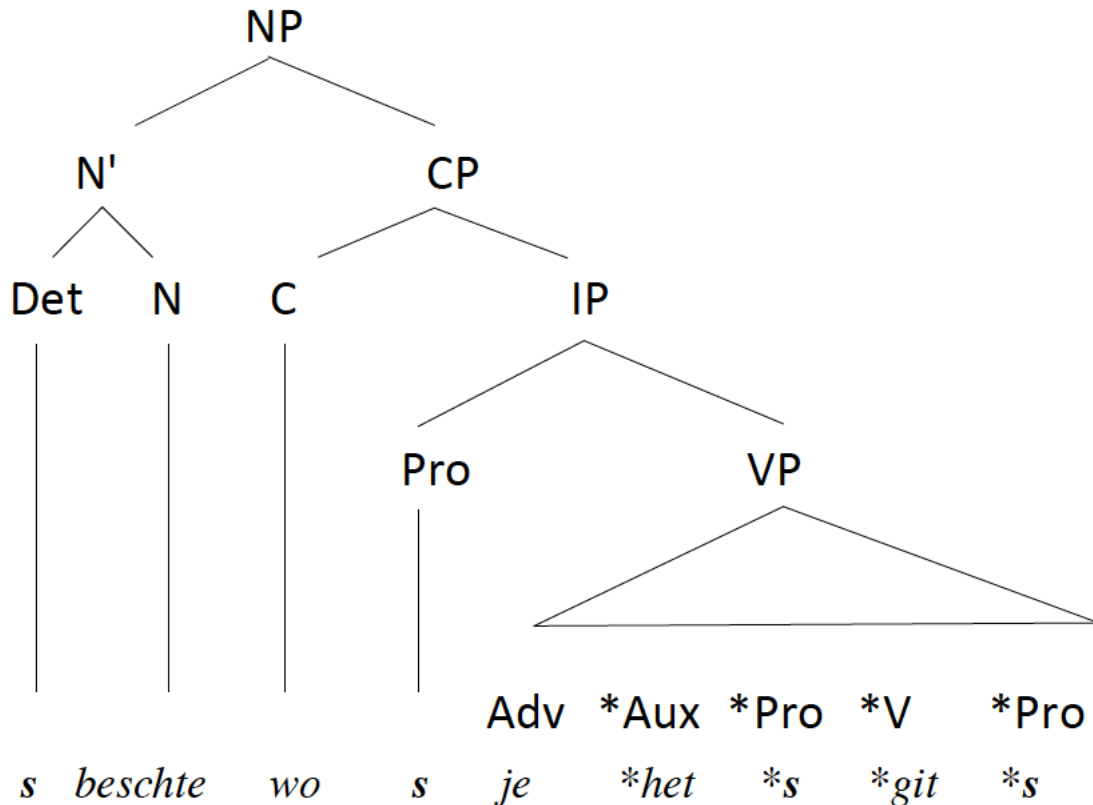 NP
N' CP
Det N C IP
Pro VP
Adv *Aux *Pro *V *Pro
s beschte wo s je *het *s *git *s